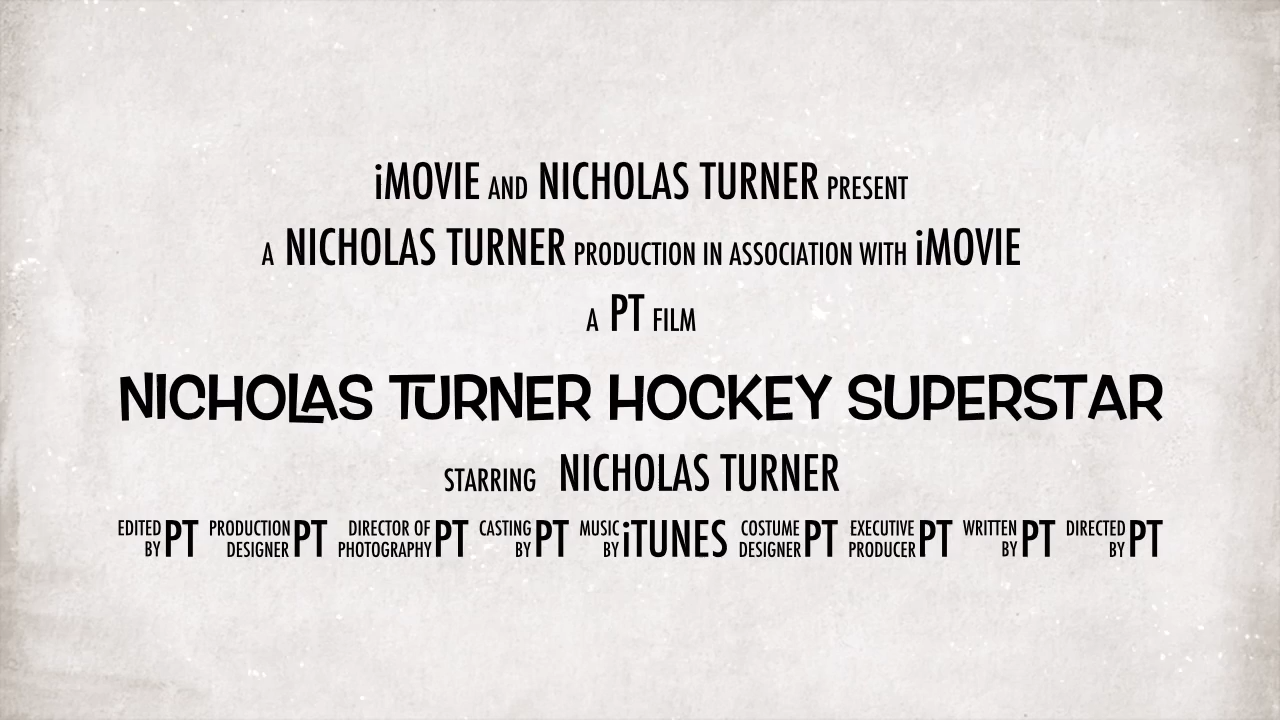 iMOVIE AND NICHOLAS TURNER PRESENT
A NICHOLAS TURNER PRODUCTION IN ASSOCIATION WITH iMOVIE
A PT FILM
NICHOLAS TURNER HOCKEY SUPERSTAR
STARRING NICHOLAS TURNER
EDITED BY PT PRODUCTION DESIGNER PT DIRECTOR OF PHOTOGRAPHY PT CASTING BY PT MUSIC BY iTUNES COSTUME DESIGNER PT EXECUTIVE PRODUCER PT WRITTEN BY PT DIRECTED BY PT